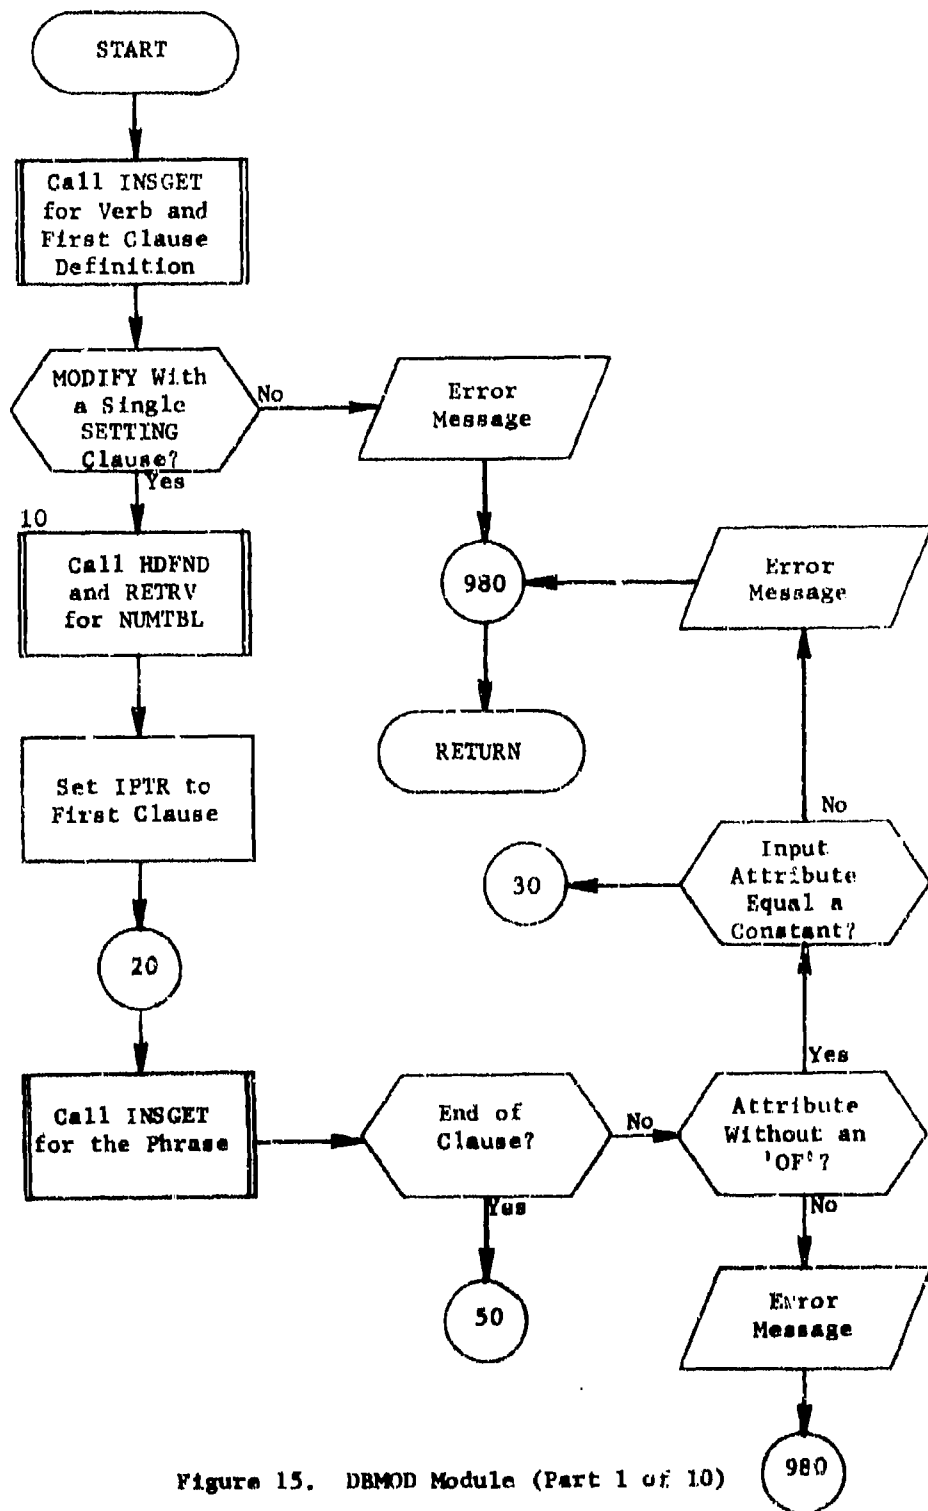 START
Call INSGET
for Verb and
First Clause
Definition
MODIFY With
a Single
SETTING
Clause?
No
Error
Message
Yes
10
Call HDFND
and RETRV
for NUMTBL
980
Error
Message
RETURN
Set IPTR to
First Clause
No
Input
Attribute
Equal a
Constant?
30
20
Yes
Call INSGET
for the Phrase
End of
Clause?
No
Attribute
Without an
'OF'?
Yes
No
50
Error
Message
980
Figure 15. DBMOD Module (Part 1 of 10)